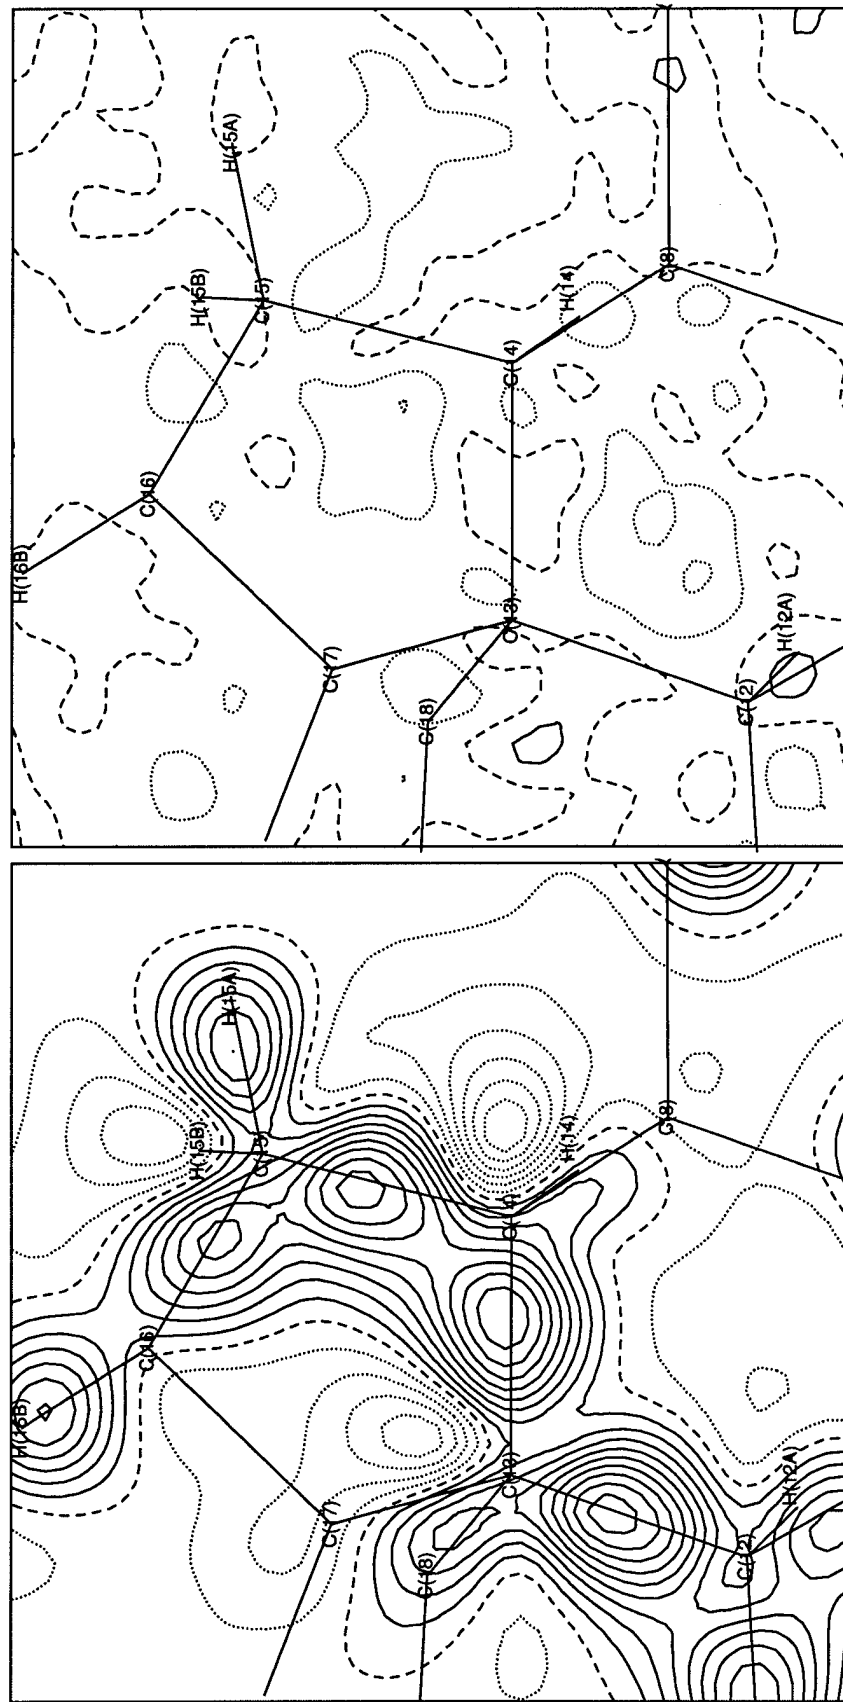 H(15A)
H(15B)
C(15)
H(14)
C(8)
C(14)
C(16)
H(16B)
C(13)
H(12A)
C(17)
C(18)
C(12)
H(15A)
H(15B)
C(15)
H(14)
C(8)
C(14)
C(16)
H(16B)
C(13)
H(12A)
C(17)
C(18)
C(12)